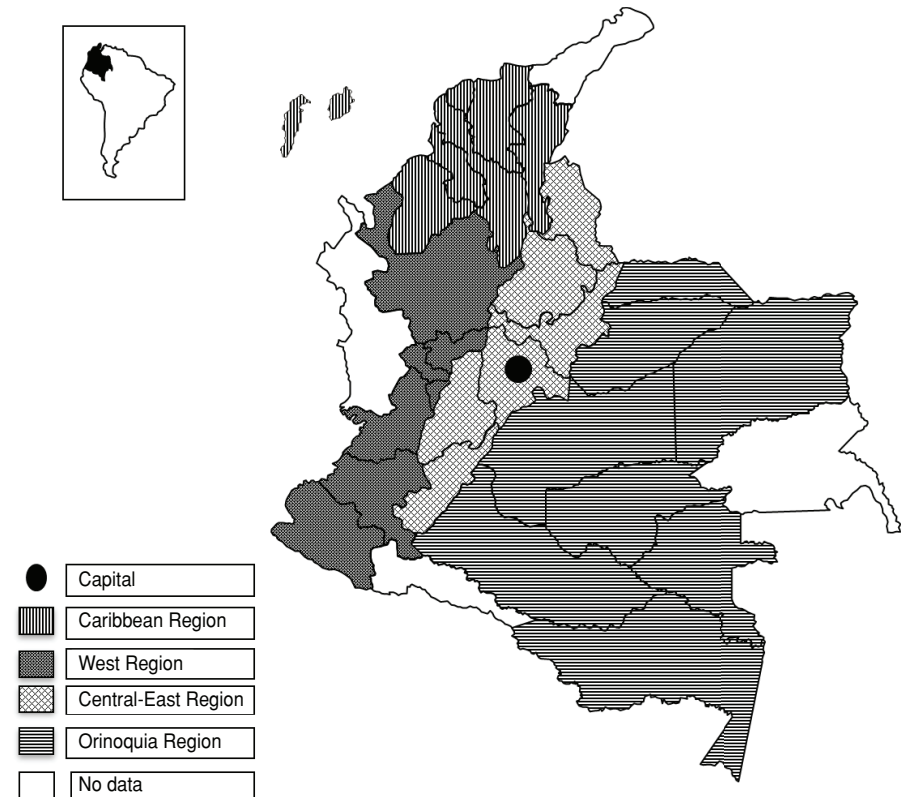 Capital
Caribbean Region
West Region
Central-East Region
Orinoquia Region
No data